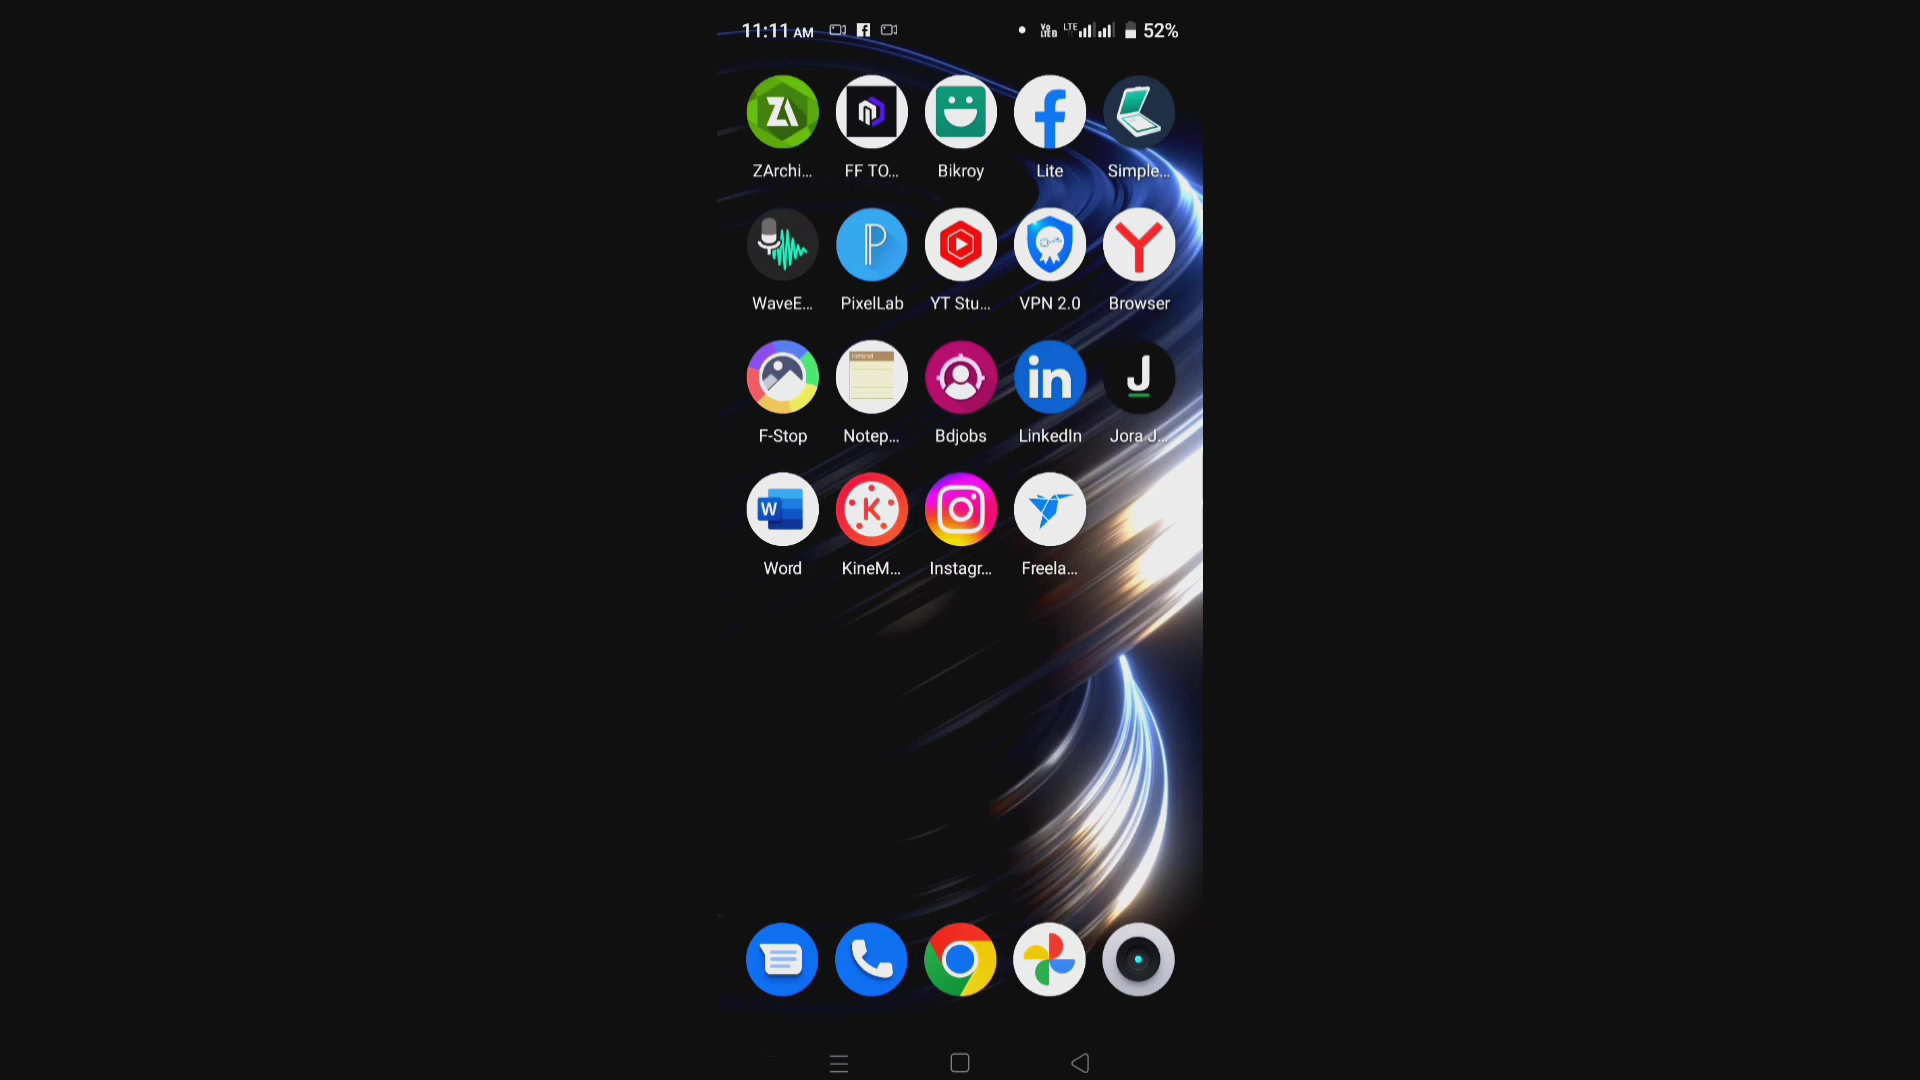 11:11 AM 52%
ZArchi... FF TO... Bikroy Lite Simple...
WaveE... PixelLab YT Stu... VPN 2.0 Browser
F-Stop Notep... Bdjobs LinkedIn Jora J...
Word KineM... Instagr... Freela...